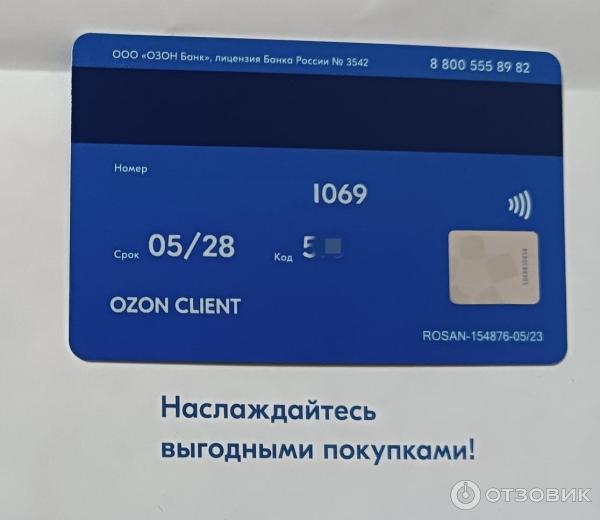 ООО «ОЗОН Банк», лицензия Банка России № 3542
8 800 555 89 82
Номер
1069
Срок 05/28 Код 5
OZON CLIENT
ROSAN-154876-05/23
Наслаждайтесь
выгодными покупками!
ОТЗОВИК